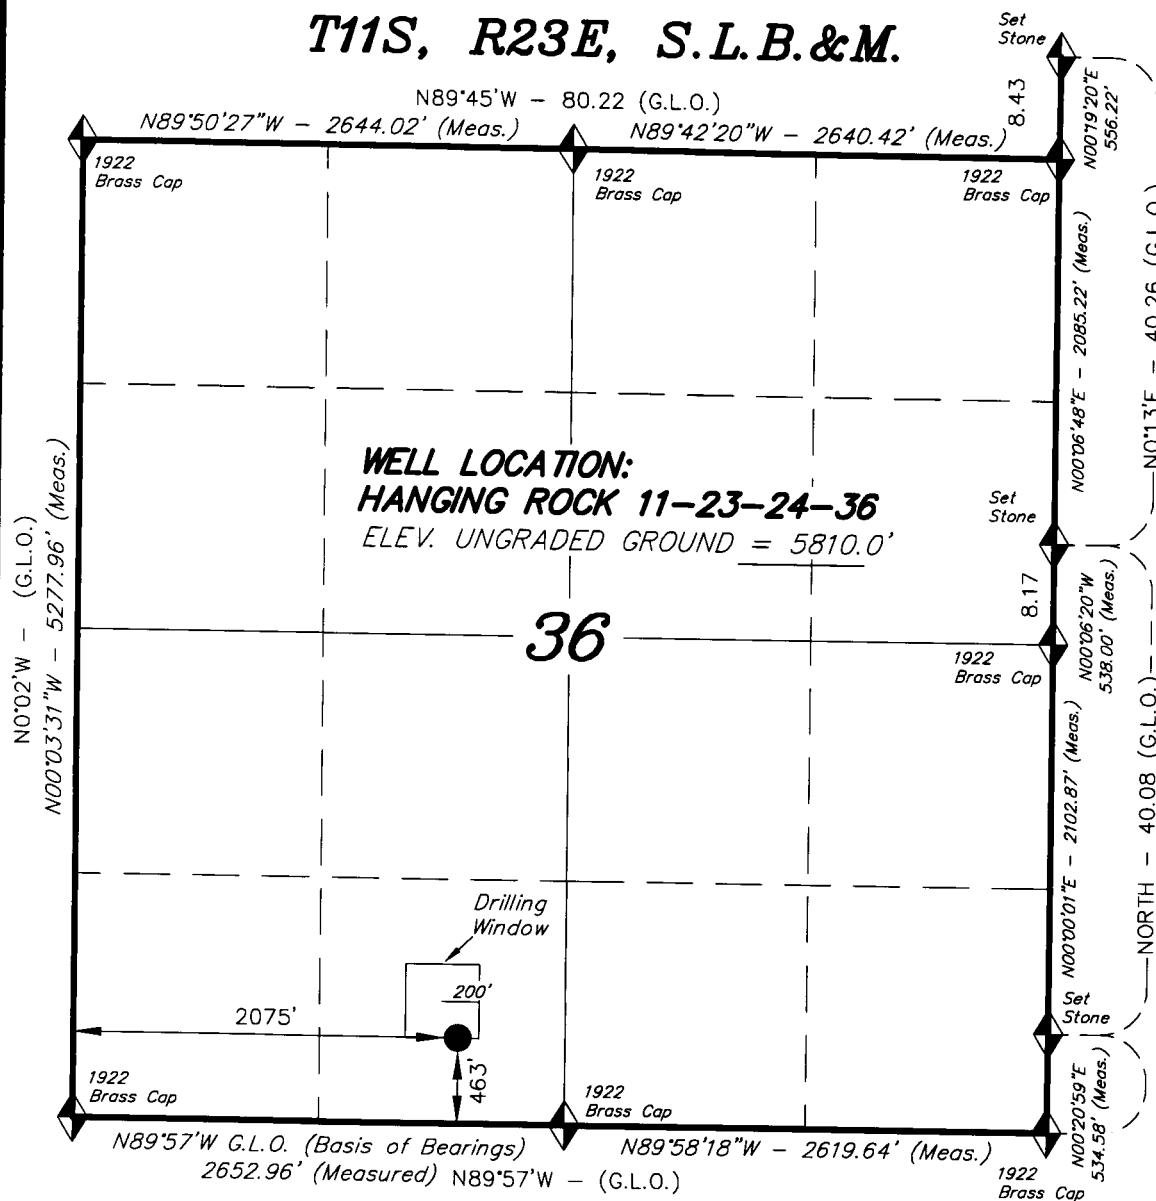 T11S, R23E, S.L.B.&M.
Set
Stone
N89°45'W - 80.22 (G.L.O.)
N89°50'27"W - 2644.02' (Meas.)
N89°42'20"W - 2640.42' (Meas.)
8.43
N00°19'20"E
556.22'
1922
Brass Cap
1922
Brass Cap
1922
Brass Cap
N00°06'48"E - 2085.22' (Meas.)
N0°13'E - 40.26 (G.L.O.)
WELL LOCATION:
HANGING ROCK 11-23-24-36
ELEV. UNGRADED GROUND = 5810.0'
Set
Stone
N0°02'W - (G.L.O.)
N00°03'31"W - 5277.96' (Meas.)
8.17
N00°06'20"W
538.00' (Meas.)
36
1922
Brass Cap
N00°00'01"E - 2102.87' (Meas.)
NORTH - 40.08 (G.L.O.)
Drilling
Window
200'
2075'
463'
Set
Stone
1922
Brass Cap
1922
Brass Cap
N00°20'59"E
534.58' (Meas.)
N89°57'W G.L.O. (Basis of Bearings)
2652.96' (Measured)
N89°57'W - (G.L.O.)
N89°58'18"W - 2619.64' (Meas.)
1922
Brass Cap